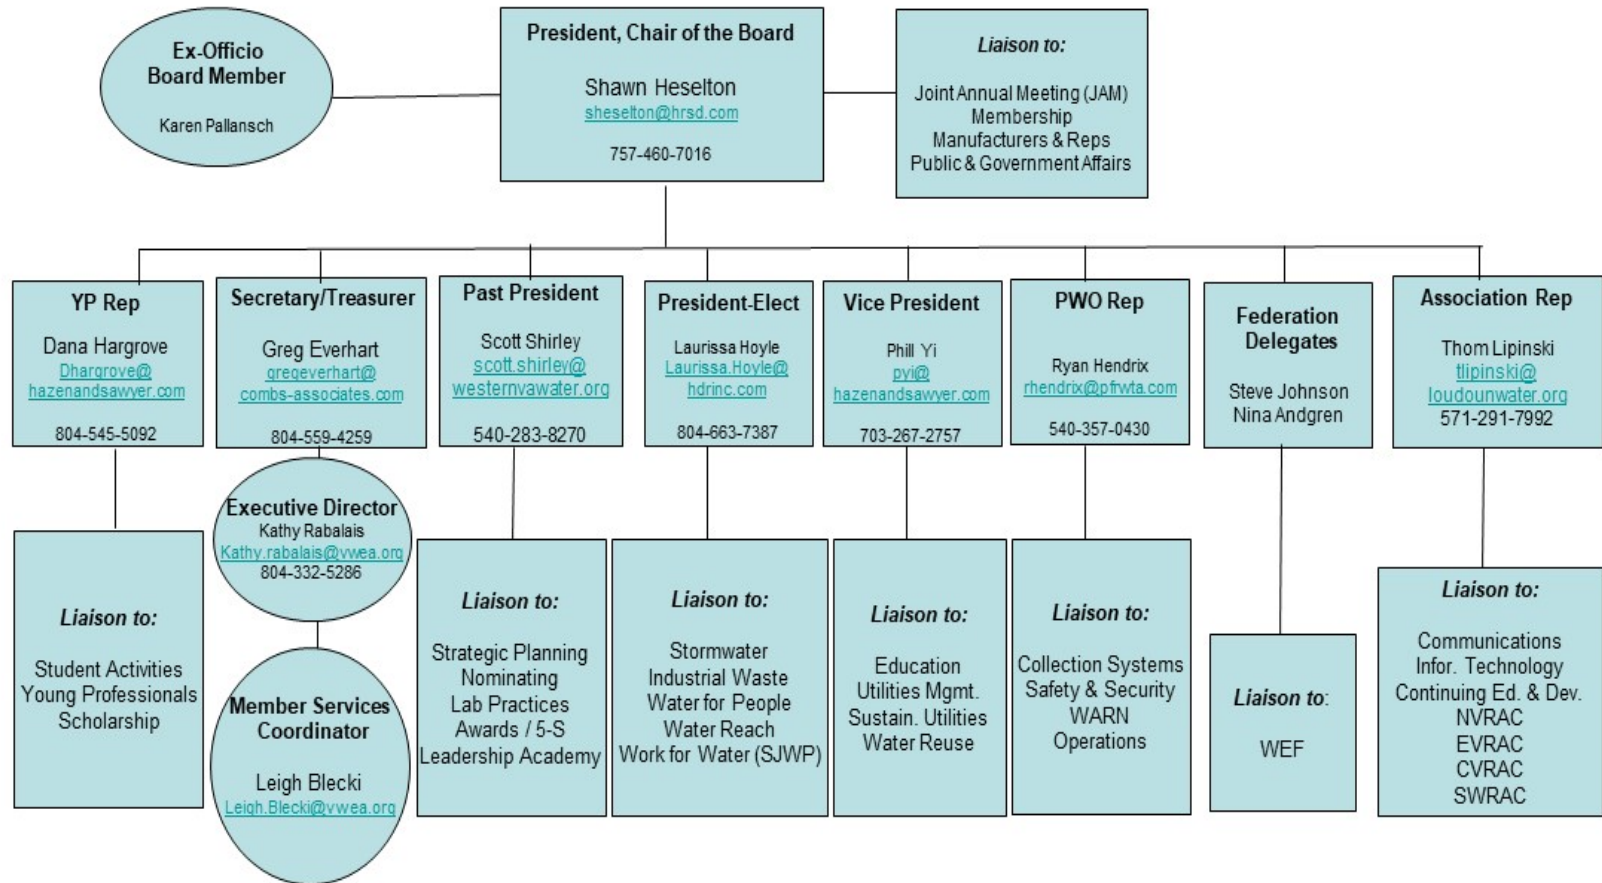 Ex-Officio
Board Member
Karen Pallansch
President, Chair of the Board
Shawn Heselton
sheselton@hrsd.com
757-460-7016
Liaison to:
Joint Annual Meeting (JAM)
Membership
Manufacturers & Reps
Public & Government Affairs
YP Rep
Dana Hargrove
Dhargrove@
hazenandsawyer.com
804-545-5092
Secretary/Treasurer
Greg Everhart
gregeverhart@
combs-associates.com
804-559-4259
Past President
Scott Shirley
scott.shirley@
westernvawater.org
540-283-8270
President-Elect
Laurissa Hoyle
Laurissa.Hoyle@
hdrinc.com
804-663-7387
Vice President
Phill Yi
pyi@
hazenandsawyer.com
703-267-2757
PWO Rep
Ryan Hendrix
rhendrix@pfrwta.com
540-357-0430
Federation
Delegates
Steve Johnson
Nina Andgren
Association Rep
Thom Lipinski
tlipinski@
loudounwater.org
571-291-7992
Liaison to:
Student Activities
Young Professionals
Scholarship
Executive Director
Kathy Rabalais
Kathy.rabalais@vwea.org
804-332-5286
Member Services
Coordinator
Leigh Blecki
Leigh.Blecki@vwea.org
Liaison to:
Strategic Planning
Nominating
Lab Practices
Awards / 5-S
Leadership Academy
Liaison to:
Stormwater
Industrial Waste
Water for People
Water Reach
Work for Water (SJWP)
Liaison to:
Education
Utilities Mgmt.
Sustain. Utilities
Water Reuse
Liaison to:
Collection Systems
Safety & Security
WARN
Operations
Liaison to:
WEF
Liaison to:
Communications
Infor. Technology
Continuing Ed. & Dev.
NVRAC
EVRAC
CVRAC
SWRAC